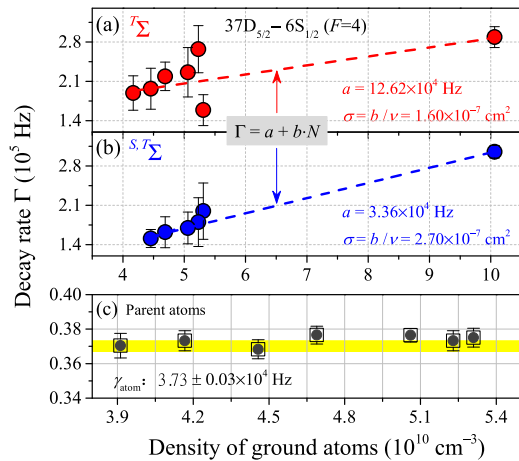 (a) ᵀΣ 37D₅/₂−6S₁/₂ (F=4)
2.8
2.1
1.4
a = 12.62×10⁴ Hz
σ = b / ν = 1.60×10⁻⁷ cm²
Γ = a + b·N
(b) ˢ,ᵀΣ
2.8
2.1
1.4
a = 3.36×10⁴ Hz
σ = b / ν = 2.70×10⁻⁷ cm²
Decay rate Γ (10⁵ Hz)
4 5 6 7 8 9 10
(c) Parent atoms
0.40
0.38
0.36
0.34
γatom: 3.73 ± 0.03×10⁴ Hz
3.9 4.2 4.5 4.8 5.1 5.4
Density of ground atoms (10¹⁰ cm⁻³)